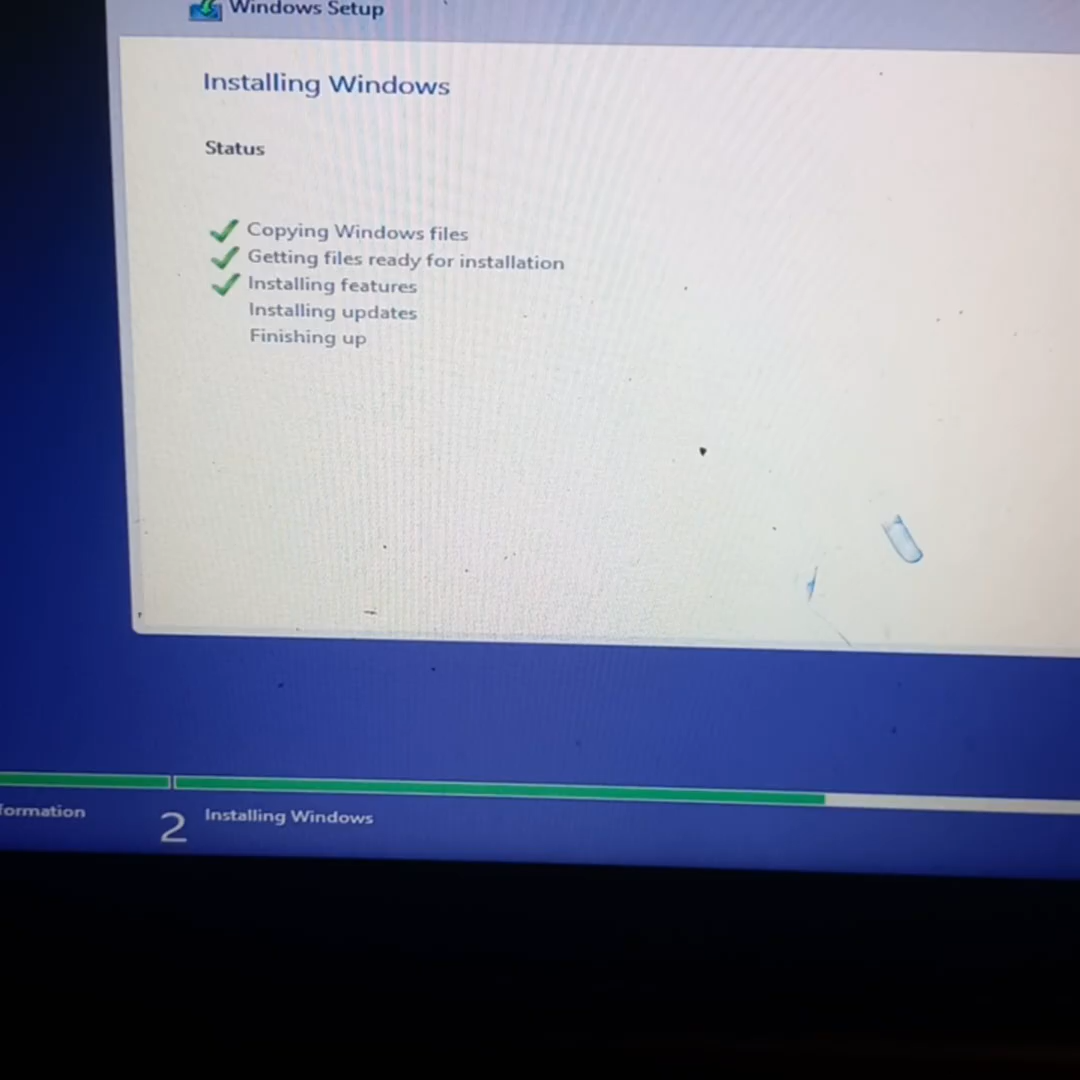 Windows Setup
Installing Windows
Status
Copying Windows files
Getting files ready for installation
Installing features
Installing updates
Finishing up
formation
2 Installing Windows